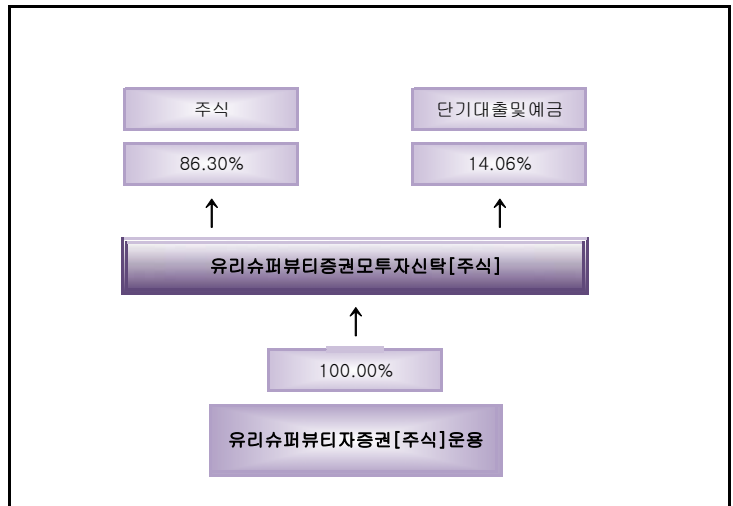 주식
단기대출및예금
86.30%
14.06%
↑
↑
유리슈퍼뷰티증권모투자신탁[주식]
↑
100.00%
유리슈퍼뷰티자증권[주식]운용